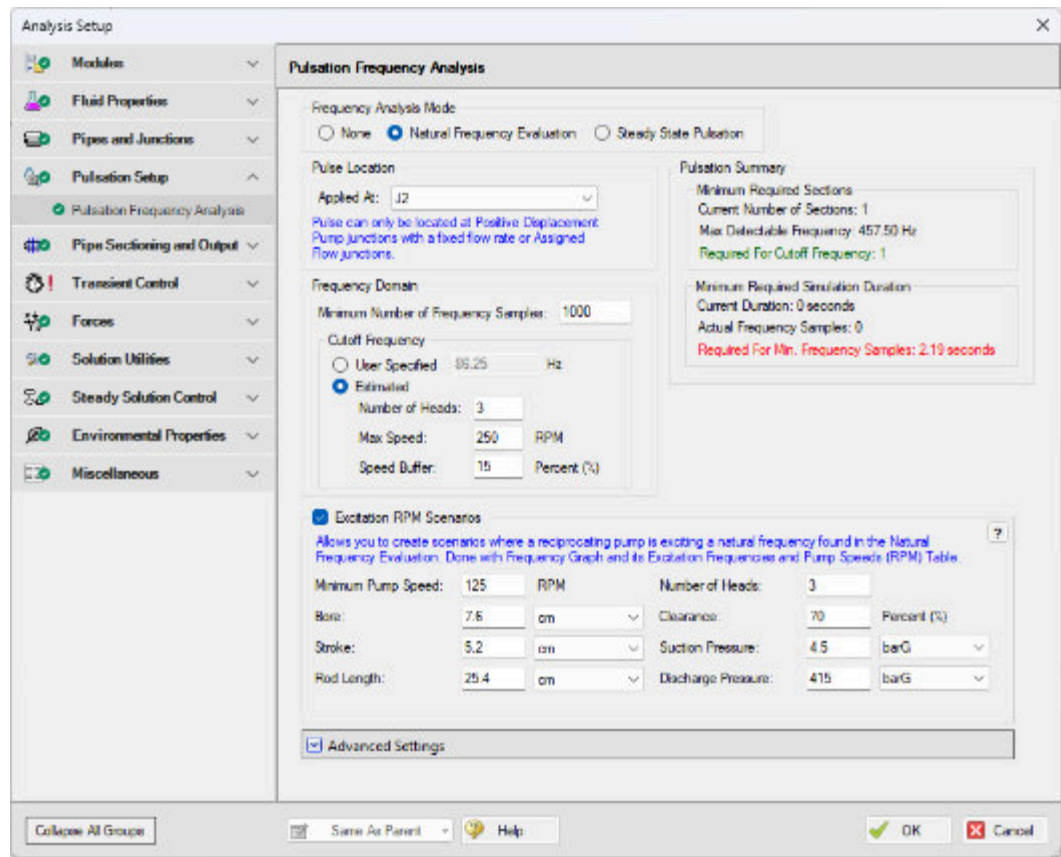 Analysis Setup
Modules
Fluid Properties
Pipes and Junctions
Pulsation Setup
Pulsation Frequency Analysis
Pipe Sectioning and Output
Transient Control
Forces
Solution Utilities
Steady Solution Control
Environmental Properties
Miscellaneous
Collapse All Groups
Pulsation Frequency Analysis
Frequency Analysis Mode
None Natural Frequency Evaluation Steady State Pulsation
Pulse Location
Applied At: J2
Pulse can only be located at Positive Displacement
Pump junctions with a fixed flow rate or Assigned
Flow junctions.
Frequency Domain
Minimum Number of Frequency Samples: 1000
Cutoff Frequency
User Specified 86.25 Hz
Estimated
Number of Heads: 3
Max Speed: 250 RPM
Speed Buffer: 15 Percent (%)
Pulsation Summary
Minimum Required Sections
Current Number of Sections: 1
Max Detectable Frequency: 457.50 Hz
Required For Cutoff Frequency: 1
Minimum Required Simulation Duration
Current Duration: 0 seconds
Actual Frequency Samples: 0
Required For Min. Frequency Samples: 2.19 seconds
Excitation RPM Scenarios
?
Allows you to create scenarios where a reciprocating pump is exciting a natural frequency found in the Natural
Frequency Evaluation. Done with Frequency Graph and its Excitation Frequencies and Pump Speeds (RPM) Table.
Minimum Pump Speed: 125 RPM Number of Heads: 3
Bore: 7.6 cm Clearance: 70 Percent (%)
Stroke: 5.2 cm Suction Pressure: 4.5 barG
Rod Length: 25.4 cm Discharge Pressure: 415 barG
Advanced Settings
Same As Parent Help OK Cancel